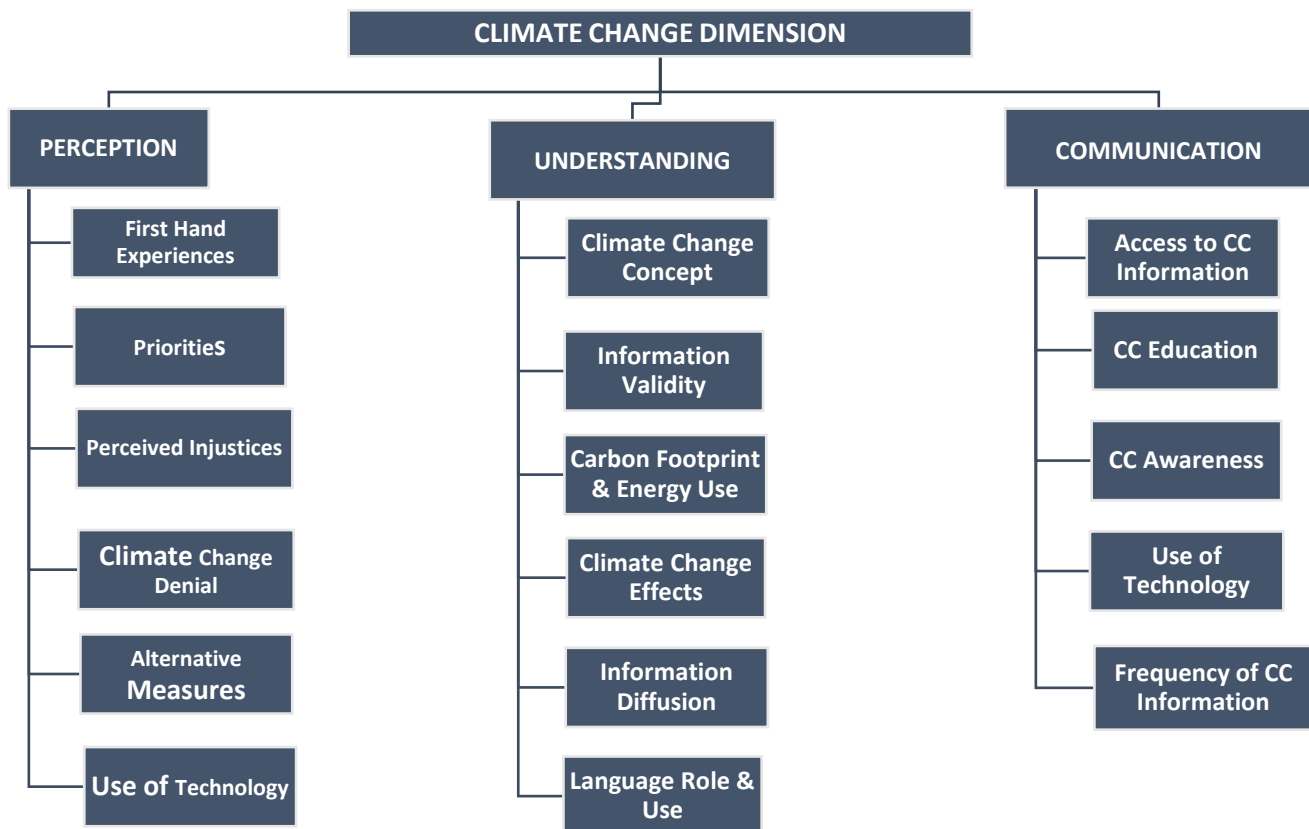 CLIMATE CHANGE DIMENSION
PERCEPTION
First Hand
Experiences
Priorities
Perceived Injustices
Climate Change
Denial
Alternative
Measures
Use of Technology
UNDERSTANDING
Climate Change
Concept
Information
Validity
Carbon Footprint
& Energy Use
Climate Change
Effects
Information
Diffusion
Language Role &
Use
COMMUNICATION
Access to CC
Information
CC Education
CC Awareness
Use of
Technology
Frequency of CC
Information